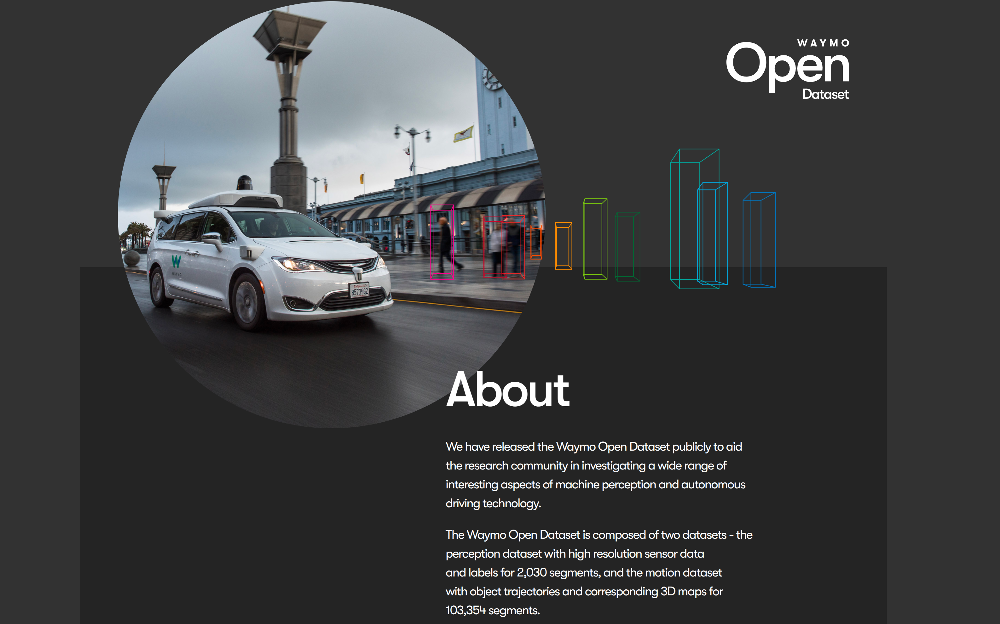 WAYMO
Open
Dataset
W
WAYMO
California
85735G2
About
We have released the Waymo Open Dataset publicly to aid
the research community in investigating a wide range of
interesting aspects of machine perception and autonomous
driving technology.
The Waymo Open Dataset is composed of two datasets - the
perception dataset with high resolution sensor data
and labels for 2,030 segments, and the motion dataset
with object trajectories and corresponding 3D maps for
103,354 segments.